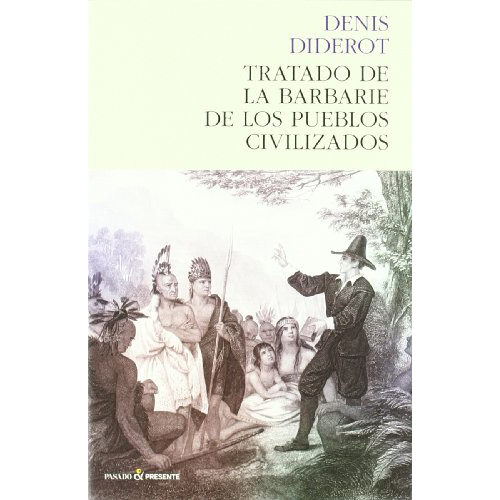 DENIS
DIDEROT
TRATADO DE
LA BARBARIE
DE LOS PUEBLOS
CIVILIZADOS
PASADO & PRESENTE